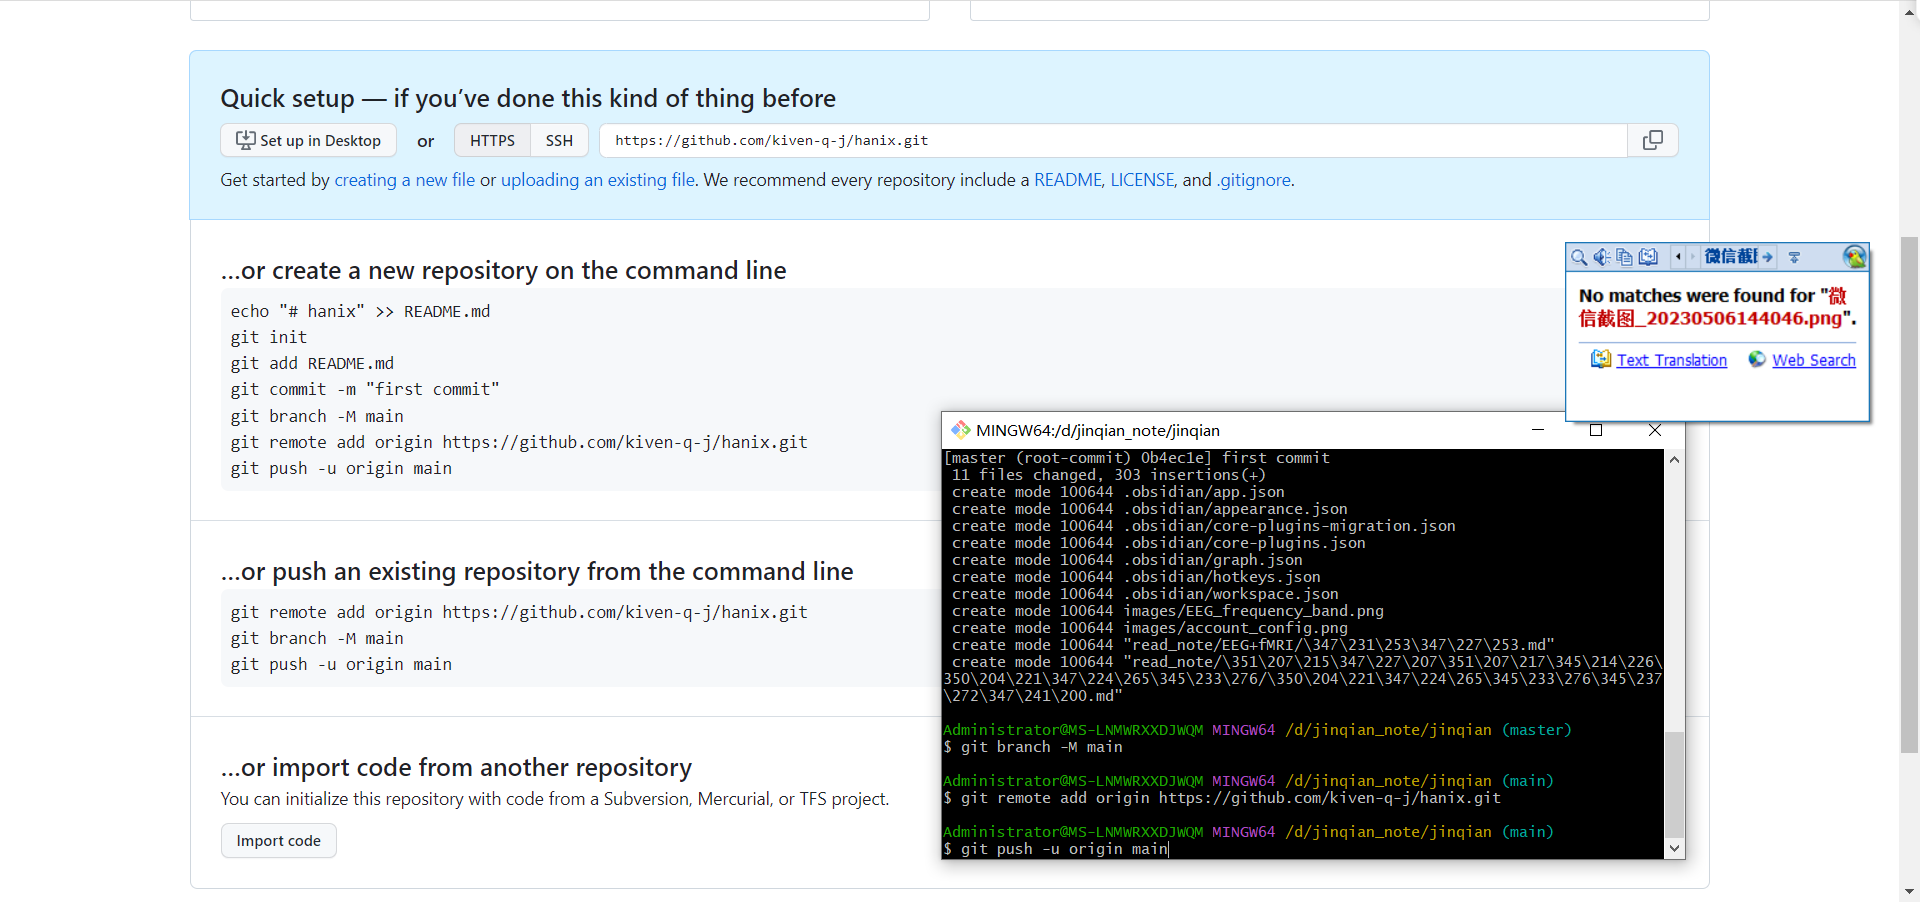 Quick setup — if you’ve done this kind of thing before
Set up in Desktop or HTTPS SSH https://github.com/kiven-q-j/hanix.git
Get started by creating a new file or uploading an existing file. We recommend every repository include a README, LICENSE, and .gitignore.
…or create a new repository on the command line
echo "# hanix" >> README.md
git init
git add README.md
git commit -m "first commit"
git branch -M main
git remote add origin https://github.com/kiven-q-j/hanix.git
git push -u origin main
…or push an existing repository from the command line
git remote add origin https://github.com/kiven-q-j/hanix.git
git branch -M main
git push -u origin main
…or import code from another repository
You can initialize this repository with code from a Subversion, Mercurial, or TFS project.
Import code
微信截
No matches were found for "微
信截图_20230506144046.png".
Text Translation Web Search
MINGW64:/d/jinqian_note/jinqian
[master (root-commit) 0b4ec1e] first commit
11 files changed, 303 insertions(+)
create mode 100644 .obsidian/app.json
create mode 100644 .obsidian/appearance.json
create mode 100644 .obsidian/core-plugins-migration.json
create mode 100644 .obsidian/core-plugins.json
create mode 100644 .obsidian/graph.json
create mode 100644 .obsidian/hotkeys.json
create mode 100644 .obsidian/workspace.json
create mode 100644 images/EEG_frequency_band.png
create mode 100644 images/account_config.png
create mode 100644 "read_note/EEG+fMRI/\347\231\253\347\227\253.md"
create mode 100644 "read_note/\351\207\215\347\227\207\351\207\217\345\214\226\
350\204\221\347\224\265\345\233\276/\350\204\221\347\224\265\345\233\276\345\237
\272\347\241\200.md"
Administrator@MS-LNMWRXXDJWQM MINGW64 /d/jinqian_note/jinqian (master)
$ git branch -M main
Administrator@MS-LNMWRXXDJWQM MINGW64 /d/jinqian_note/jinqian (main)
$ git remote add origin https://github.com/kiven-q-j/hanix.git
Administrator@MS-LNMWRXXDJWQM MINGW64 /d/jinqian_note/jinqian (main)
$ git push -u origin main